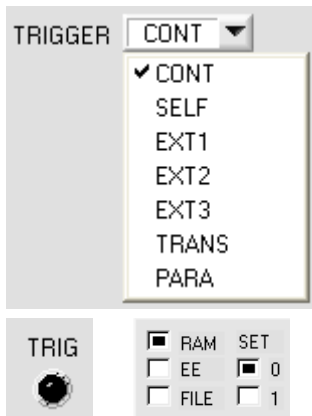 TRIGGER CONT
CONT
SELF
EXT1
EXT2
EXT3
TRANS
PARA
TRIG
RAM SET
EE 0
FILE 1